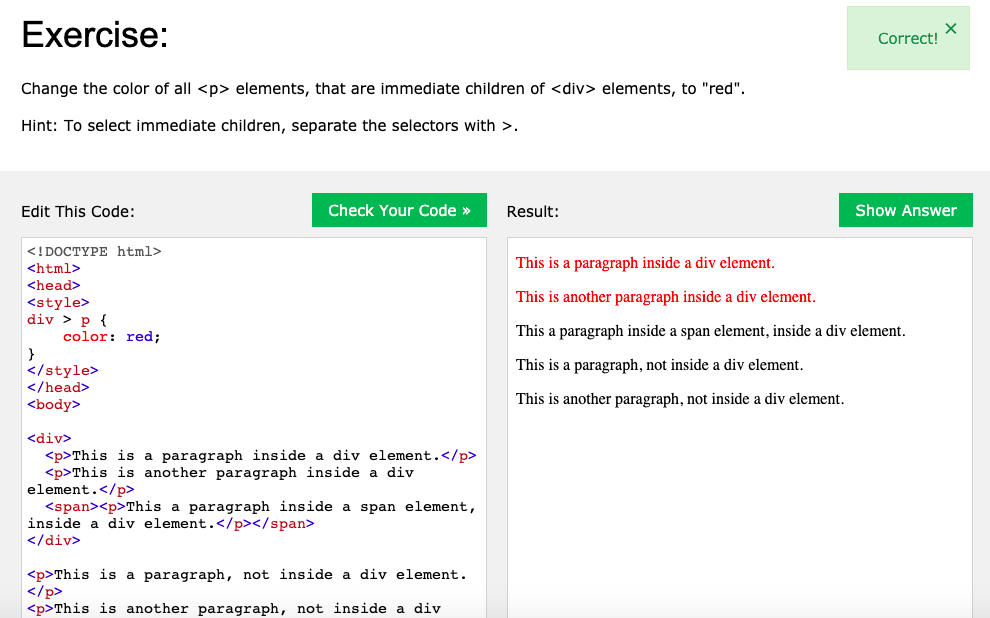 Exercise:
Correct! ×
Change the color of all <p> elements, that are immediate children of <div> elements, to "red".
Hint: To select immediate children, separate the selectors with >.
Edit This Code:
Check Your Code »
Result:
Show Answer
<!DOCTYPE html>
<html>
<head>
<style>
div > p {
    color: red;
}
</style>
</head>
<body>
<div>
  <p>This is a paragraph inside a div element.</p>
  <p>This is another paragraph inside a div
element.</p>
  <span><p>This a paragraph inside a span element,
inside a div element.</p></span>
</div>
<p>This is a paragraph, not inside a div element.
</p>
<p>This is another paragraph, not inside a div
This is a paragraph inside a div element.
This is another paragraph inside a div element.
This a paragraph inside a span element, inside a div element.
This is a paragraph, not inside a div element.
This is another paragraph, not inside a div element.